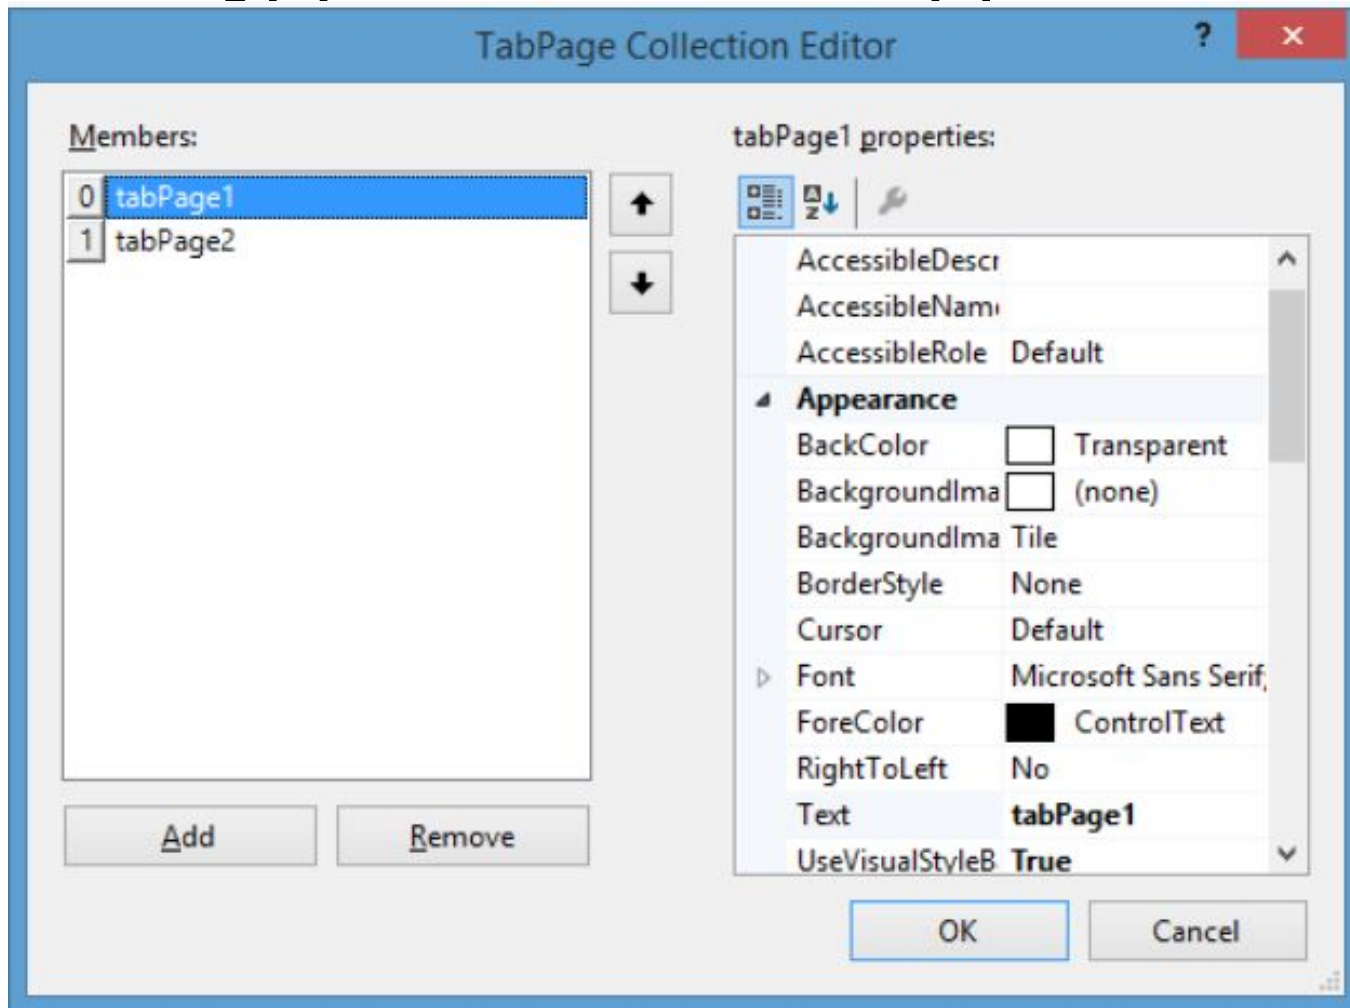 TabPage Collection Editor
?
Members:
0 tabPage1
1 tabPage2
Add
Remove
tabPage1 properties:
AccessibleDescr
AccessibleNam
AccessibleRole Default
Appearance
BackColor Transparent
BackgroundIma (none)
BackgroundIma Tile
BorderStyle None
Cursor Default
Font Microsoft Sans Serif,
ForeColor ControlText
RightToLeft No
Text tabPage1
UseVisualStyleB True
OK
Cancel